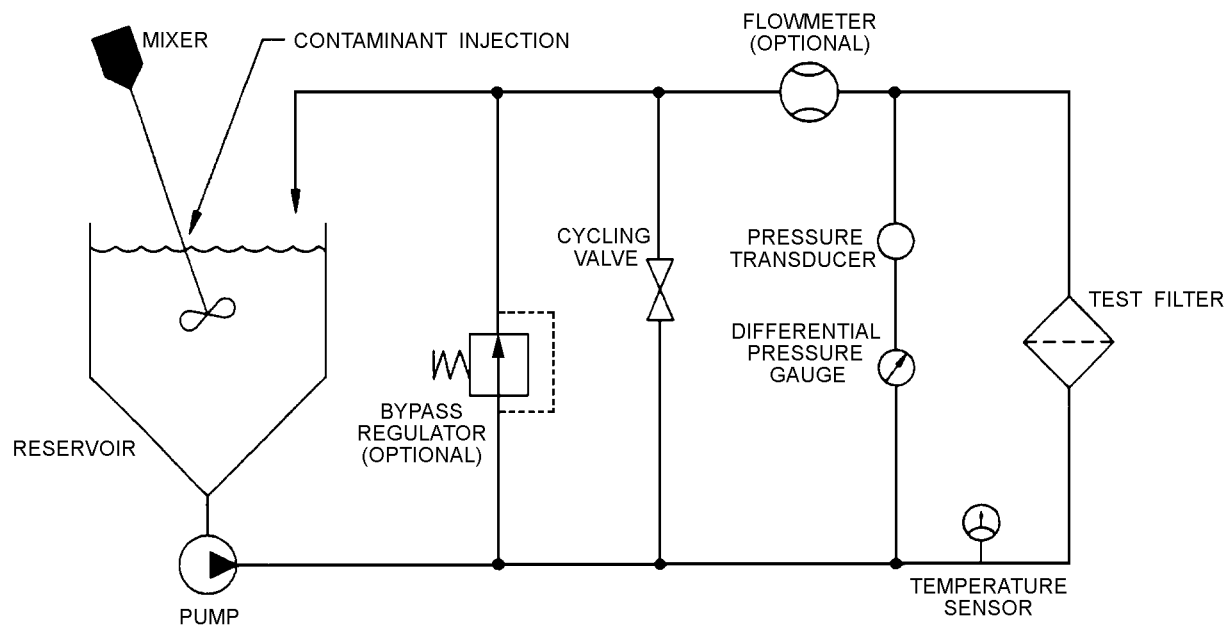 MIXER
CONTAMINANT INJECTION
FLOWMETER
(OPTIONAL)
CYCLING
VALVE
PRESSURE
TRANSDUCER
TEST FILTER
DIFFERENTIAL
PRESSURE
GAUGE
BYPASS
REGULATOR
(OPTIONAL)
RESERVOIR
TEMPERATURE
SENSOR
PUMP